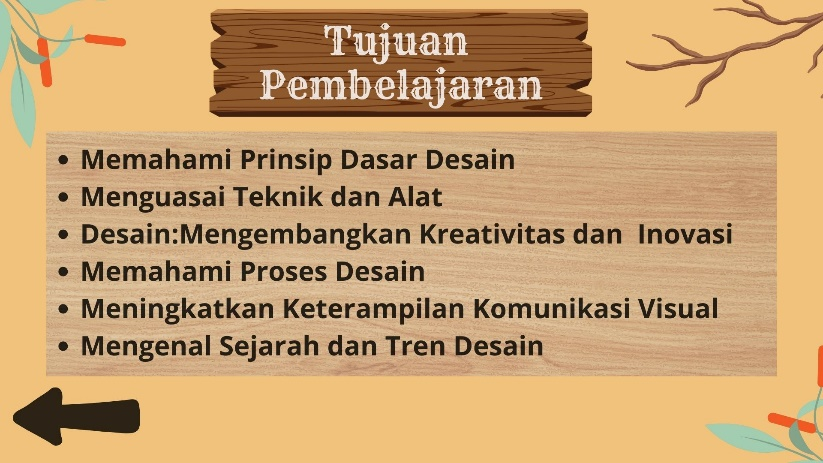 Tujuan
Pembelajaran
• Memahami Prinsip Dasar Desain
• Menguasai Teknik dan Alat
• Desain:Mengembangkan Kreativitas dan  Inovasi
• Memahami Proses Desain
• Meningkatkan Keterampilan Komunikasi Visual
• Mengenal Sejarah dan Tren Desain